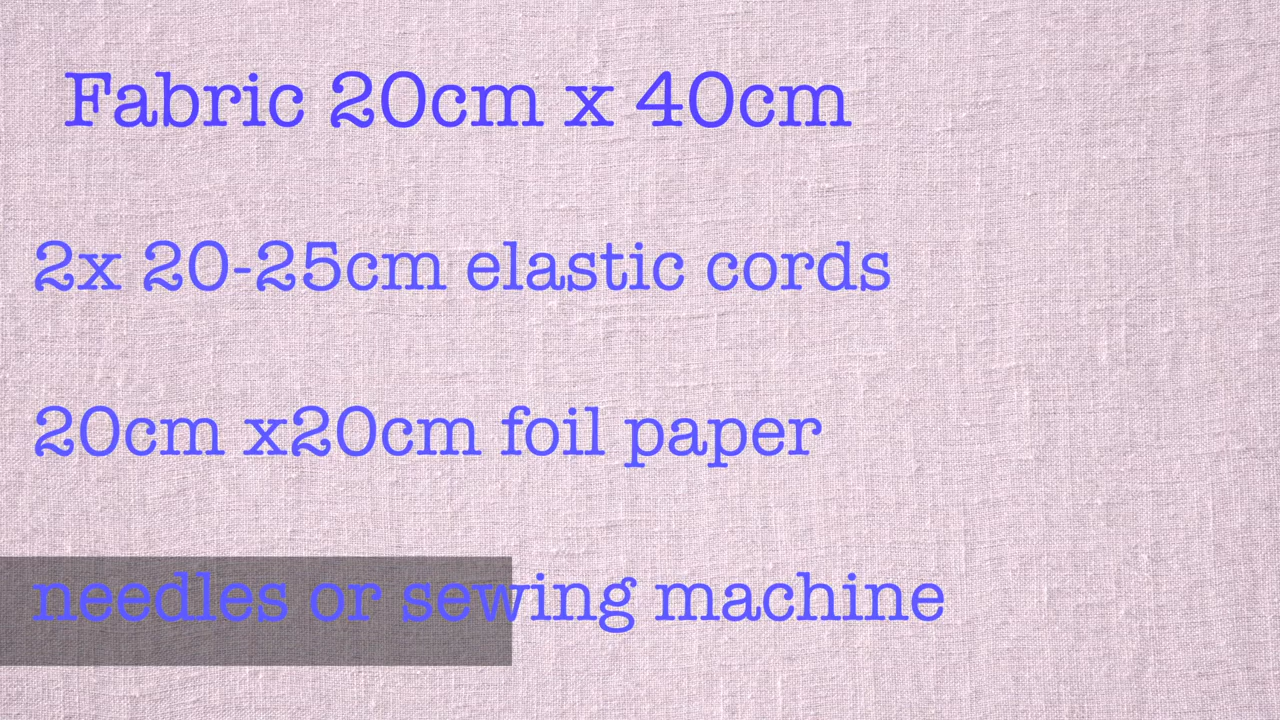 Fabric 20cm x 40cm
2x 20-25cm elastic cords
20cm x20cm foil paper
needles or sewing machine